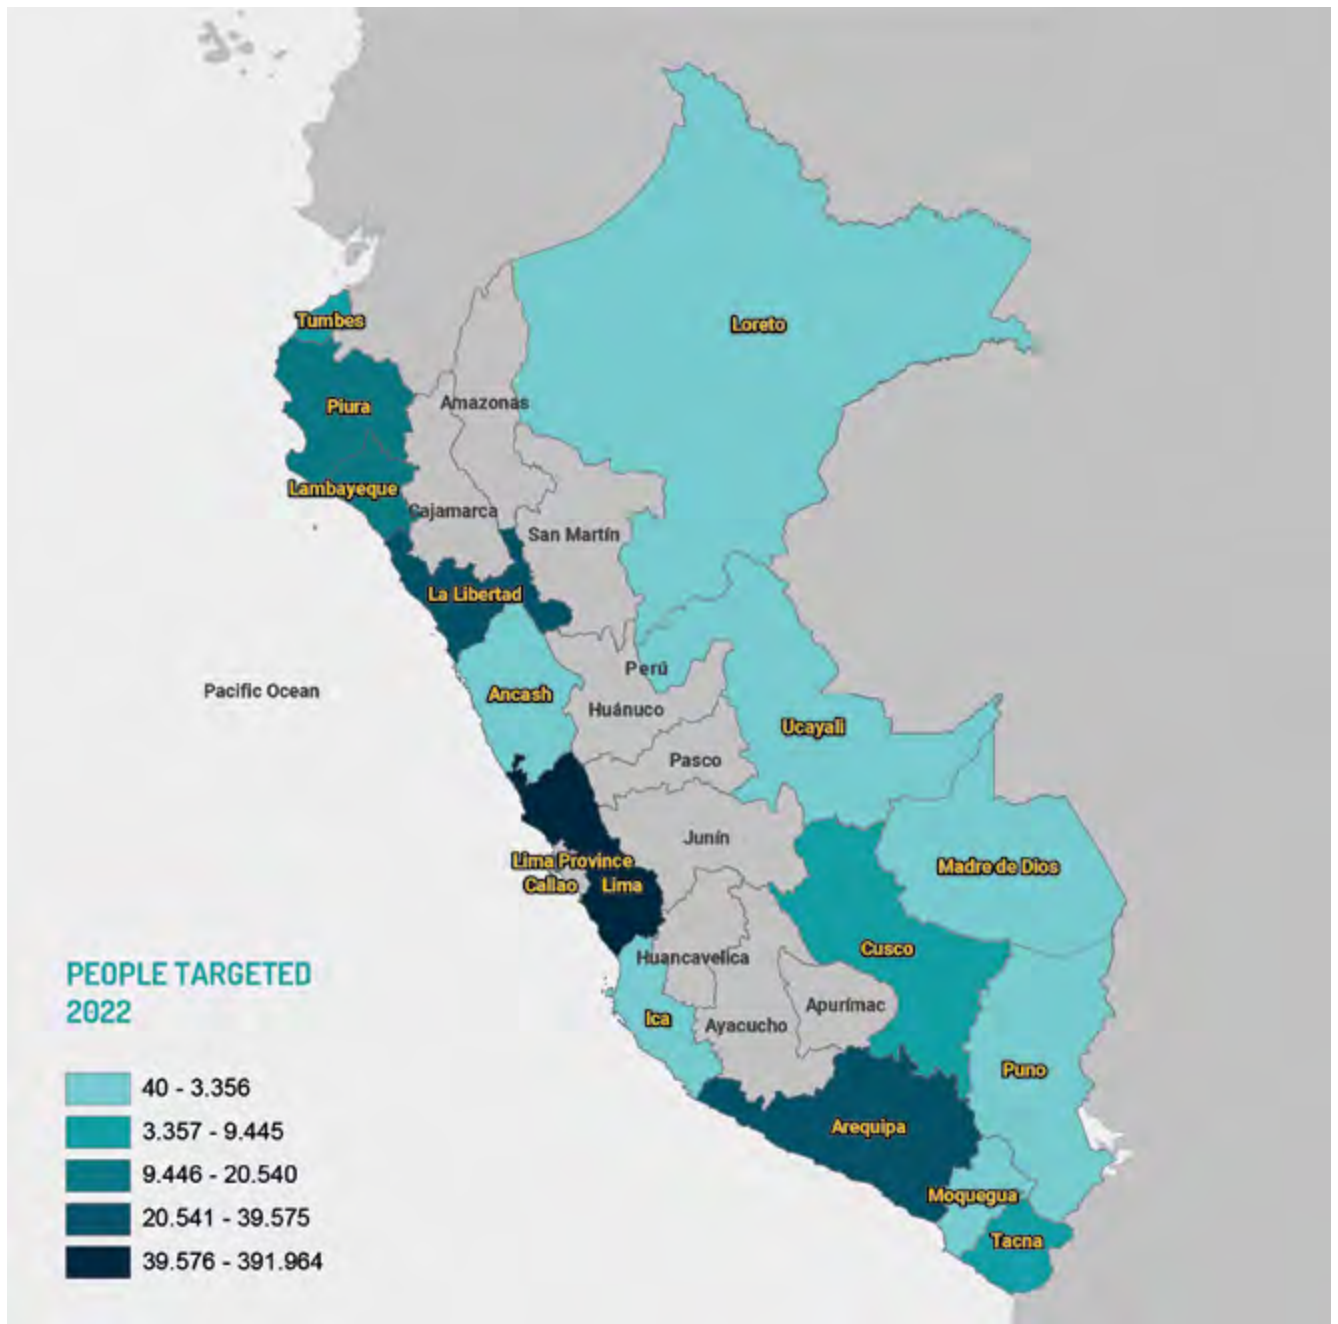 Loreto
Tumbes
Amazonas
Piura
Lambayeque
Cajamarca
San Martín
La Libertad
Perú
Pacific Ocean
Ancash
Huánuco
Ucayali
Pasco
Junín
Lima Province
Callao
Lima
Madre de Dios
Cusco
Huancavelica
Apurímac
Ica
Ayacucho
Puno
Arequipa
Moquegua
Tacna
PEOPLE TARGETED
2022
40 - 3.356
3.357 - 9.445
9.446 - 20.540
20.541 - 39.575
39.576 - 391.964